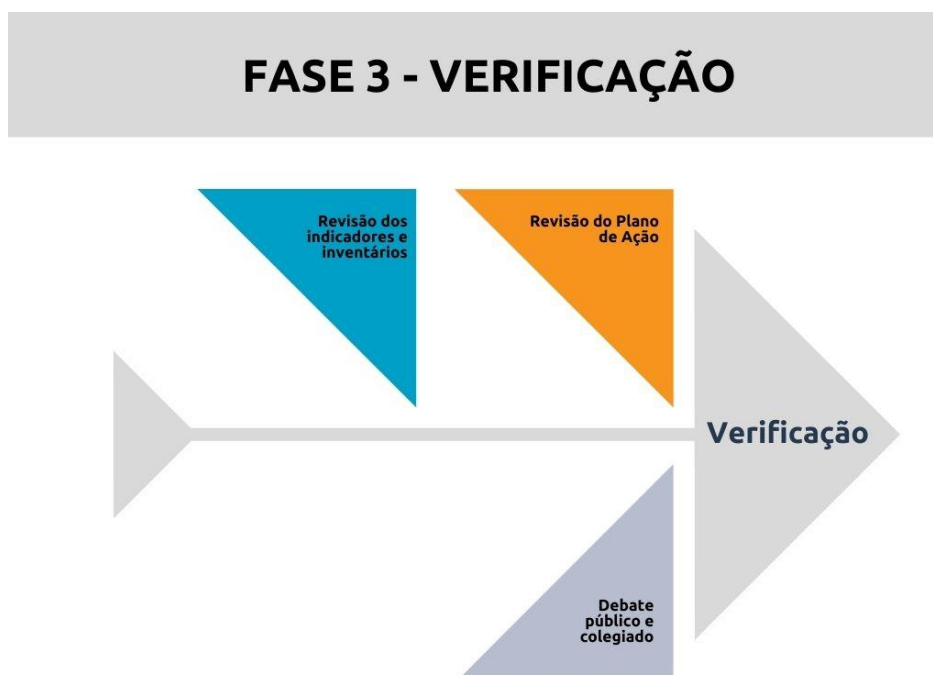 FASE 3 - VERIFICAÇÃO
Revisão dos
indicadores e
inventários
Revisão do Plano
de Ação
Verificação
Debate
público e
colegiado